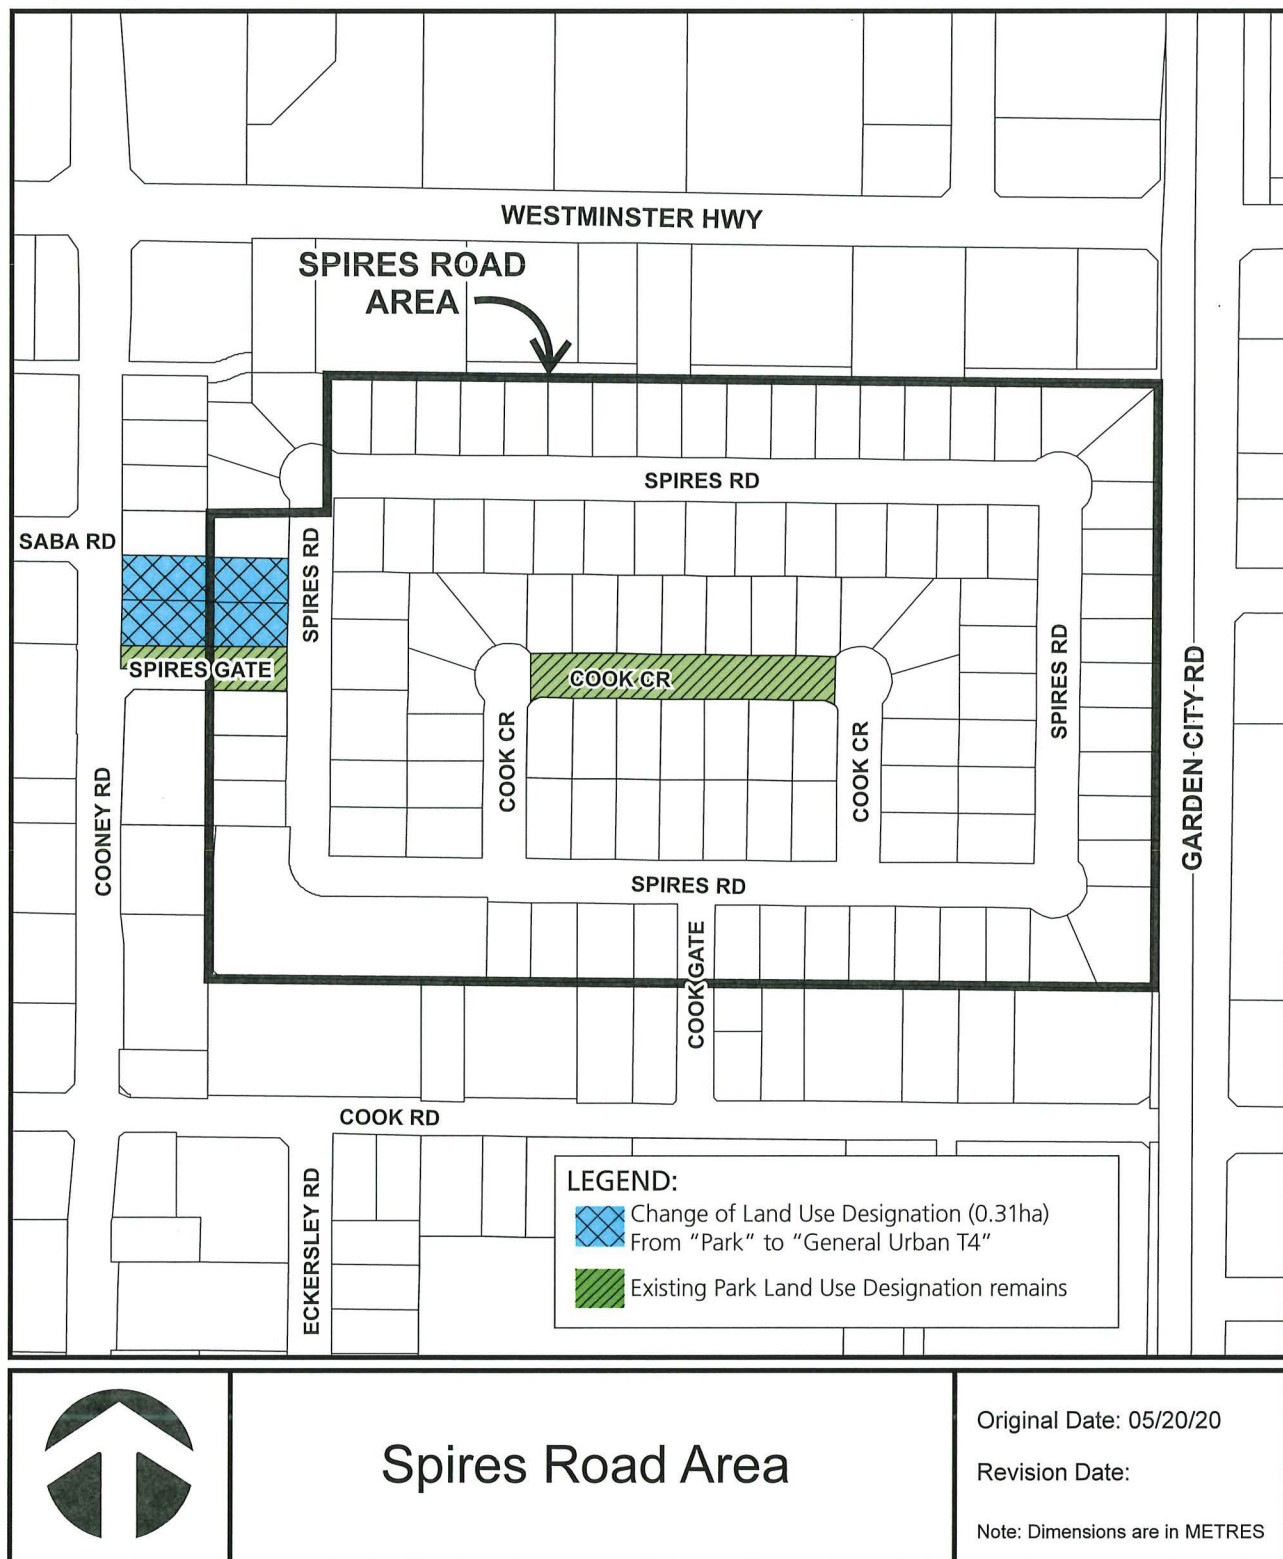 WESTMINSTER HWY
SPIRES ROAD
AREA
SPIRES RD
SABA RD
SPIRES RD
SPIRES RD
SPIRES GATE
COOK CR
COOK CR
COOK CR
GARDEN CITY RD
COONEY RD
SPIRES RD
COOK GATE
COOK RD
ECKERSLEY RD
LEGEND:
Change of Land Use Designation (0.31ha)
From "Park" to "General Urban T4"
Existing Park Land Use Designation remains
Spires Road Area
Original Date: 05/20/20
Revision Date:
Note: Dimensions are in METRES